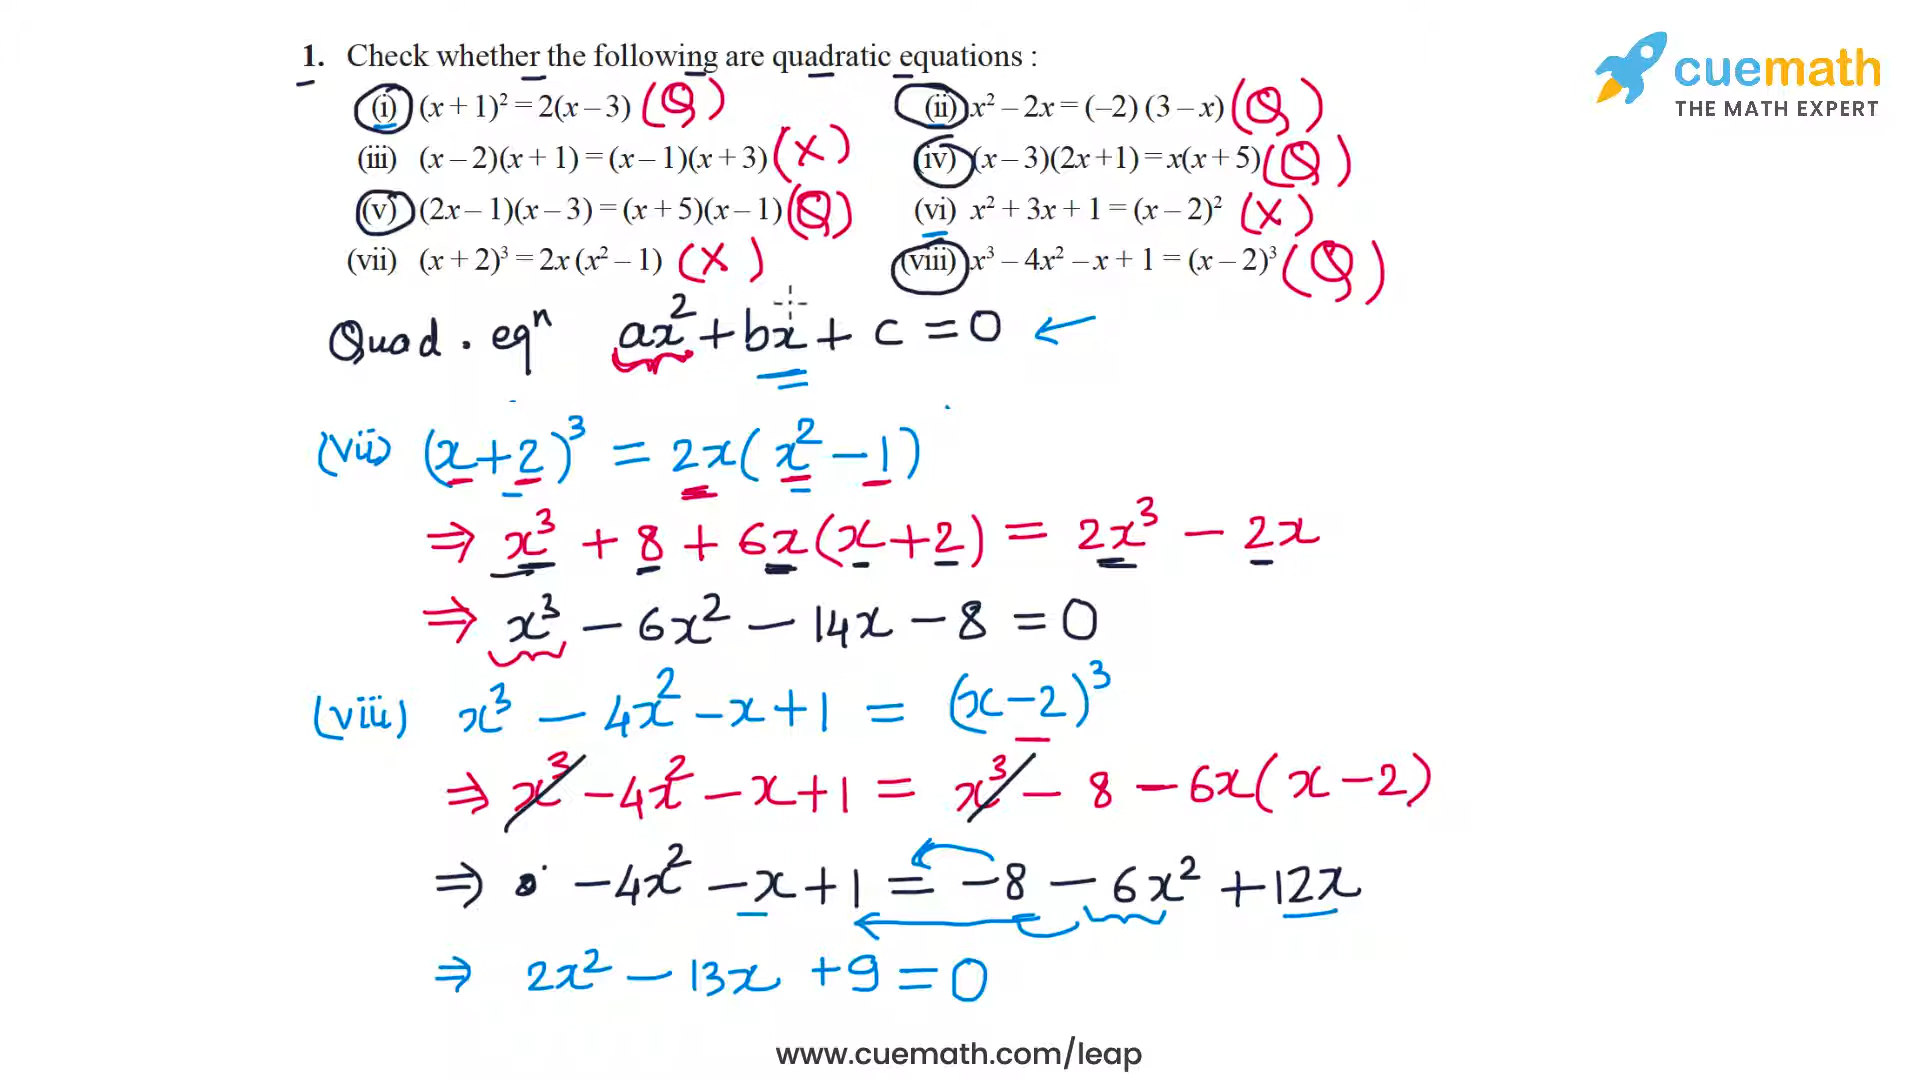 1. Check whether the following are quadratic equations :
cuemath
THE MATH EXPERT
(i) (x + 1)² = 2(x – 3) (Q) (ii) x² – 2x = (–2) (3 – x) (Q)
(iii) (x – 2)(x + 1) = (x – 1)(x + 3) (X) (iv) (x – 3)(2x +1) = x(x + 5) (Q)
(v) (2x – 1)(x – 3) = (x + 5)(x – 1) (Q) (vi) x² + 3x + 1 = (x – 2)² (X)
(vii) (x + 2)³ = 2x (x² – 1) (X) (viii) x³ – 4x² – x + 1 = (x – 2)³ (Q)
Quad. eqⁿ ax² + bx + c = 0 ←
(vii) (x+2)³ = 2x(x² – 1)
⇒ x³ + 8 + 6x(x+2) = 2x³ – 2x
⇒ x³ – 6x² – 14x – 8 = 0
(viii) x³ – 4x² – x + 1 = (x – 2)³
⇒ x³ – 4x² – x + 1 = x³ – 8 – 6x(x – 2)
⇒ – 4x² – x + 1 = – 8 – 6x² + 12x
⇒ 2x² – 13x + 9 = 0
www.cuemath.com/leap